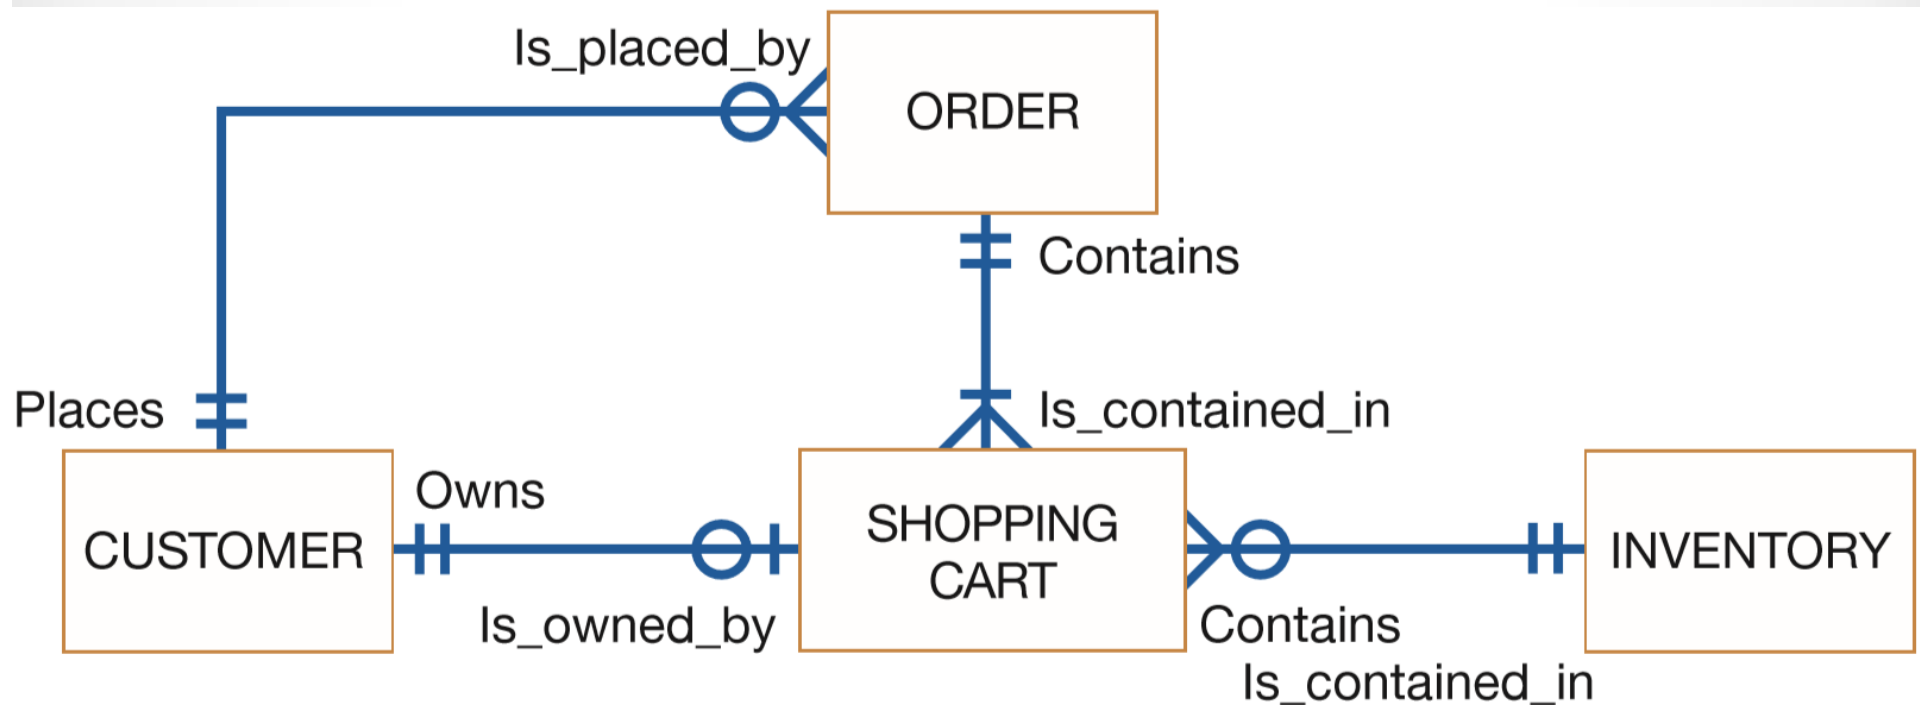 Is_placed_by
ORDER
Contains
Places
Is_contained_in
Owns
CUSTOMER
SHOPPING
CART
INVENTORY
Is_owned_by
Contains
Is_contained_in